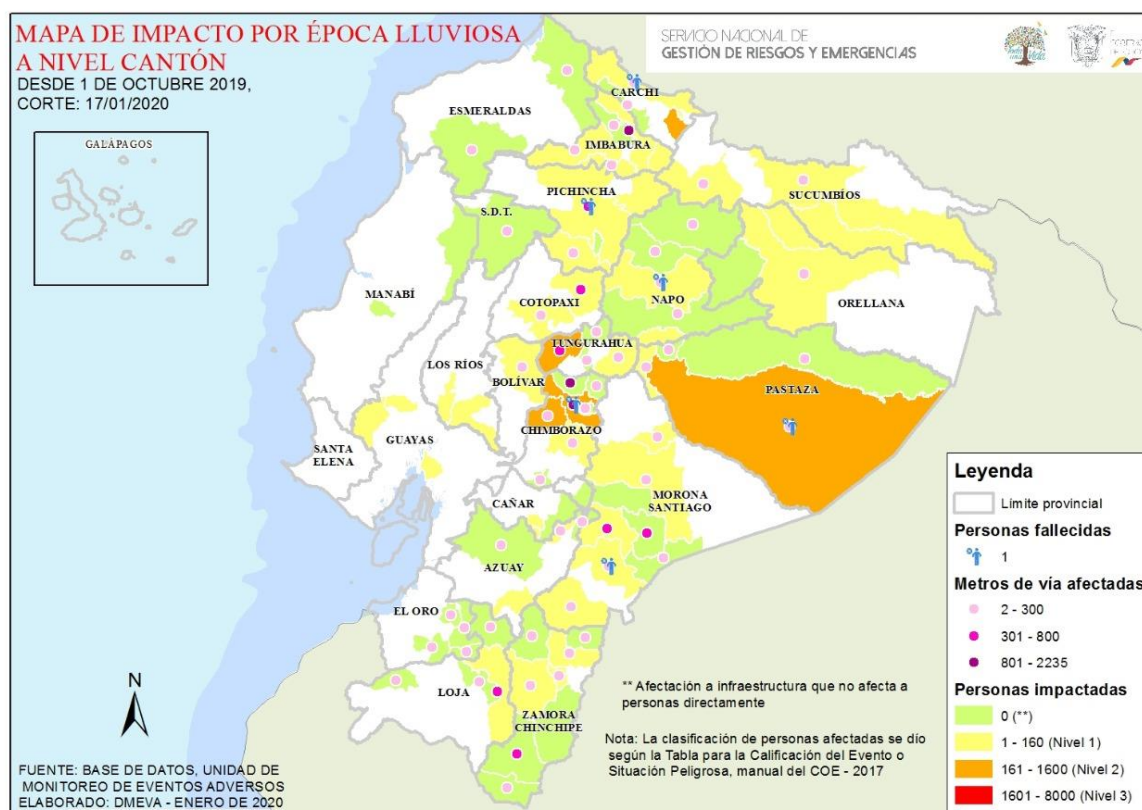 MAPA DE IMPACTO POR ÉPOCA LLUVIOSA
A NIVEL CANTÓN
DESDE 1 DE OCTUBRE 2019,
CORTE: 17/01/2020
SERVICIO NACIONAL DE
GESTIÓN DE RIESGOS Y EMERGENCIAS
GALÁPAGOS
ESMERALDAS
CARCHI
IMBABURA
PICHINCHA
SUCUMBÍOS
S.D.T.
MANABÍ
COTOPAXI
NAPO
ORELLANA
TUNGURAHUA
LOS RÍOS
BOLÍVAR
PASTAZA
CHIMBORAZO
SANTA
ELENA
GUAYAS
CAÑAR
MORONA
SANTIAGO
AZUAY
EL ORO
LOJA
ZAMORA
CHINCHIPE
N
** Afectación a infraestructura que no afecta a
personas directamente
Nota: La clasificación de personas afectadas se dío
según la Tabla para la Calificación del Evento o
Situación Peligrosa, manual del COE - 2017
FUENTE: BASE DE DATOS, UNIDAD DE
MONITOREO DE EVENTOS ADVERSOS
ELABORADO: DMEVA - ENERO DE 2020
Leyenda
Límite provincial
Personas fallecidas
1
Metros de vía afectadas
2 - 300
301 - 800
801 - 2235
Personas impactadas
0 (**)
1 - 160 (Nivel 1)
161 - 1600 (Nivel 2)
1601 - 8000 (Nivel 3)